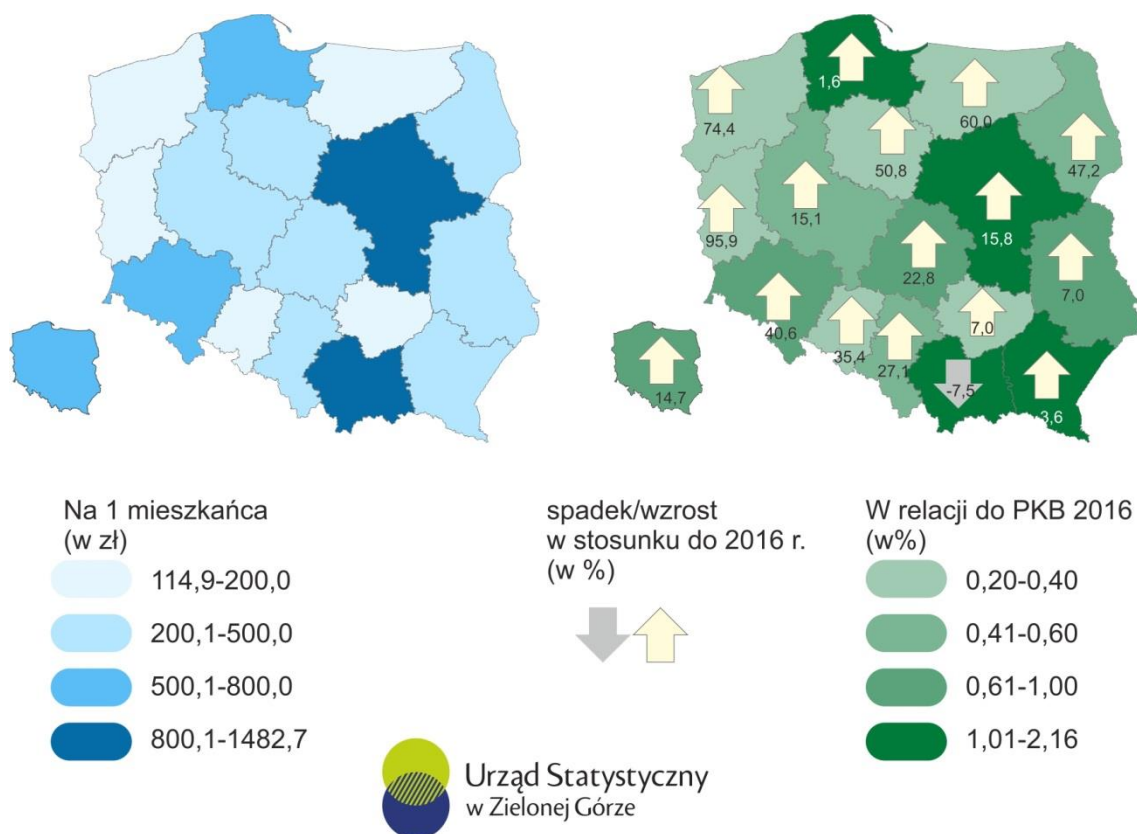 1,6
74,4
60,0
50,8
47,2
15,1
95,9
15,8
22,8
7,0
40,6
7,0
35,4
27,1
14,7
-7,5
3,6
Na 1 mieszkańca
(w zł)
114,9-200,0
200,1-500,0
500,1-800,0
800,1-1482,7
spadek/wzrost
w stosunku do 2016 r.
(w %)
W relacji do PKB 2016
(w%)
0,20-0,40
0,41-0,60
0,61-1,00
1,01-2,16
Urząd Statystyczny
w Zielonej Górze